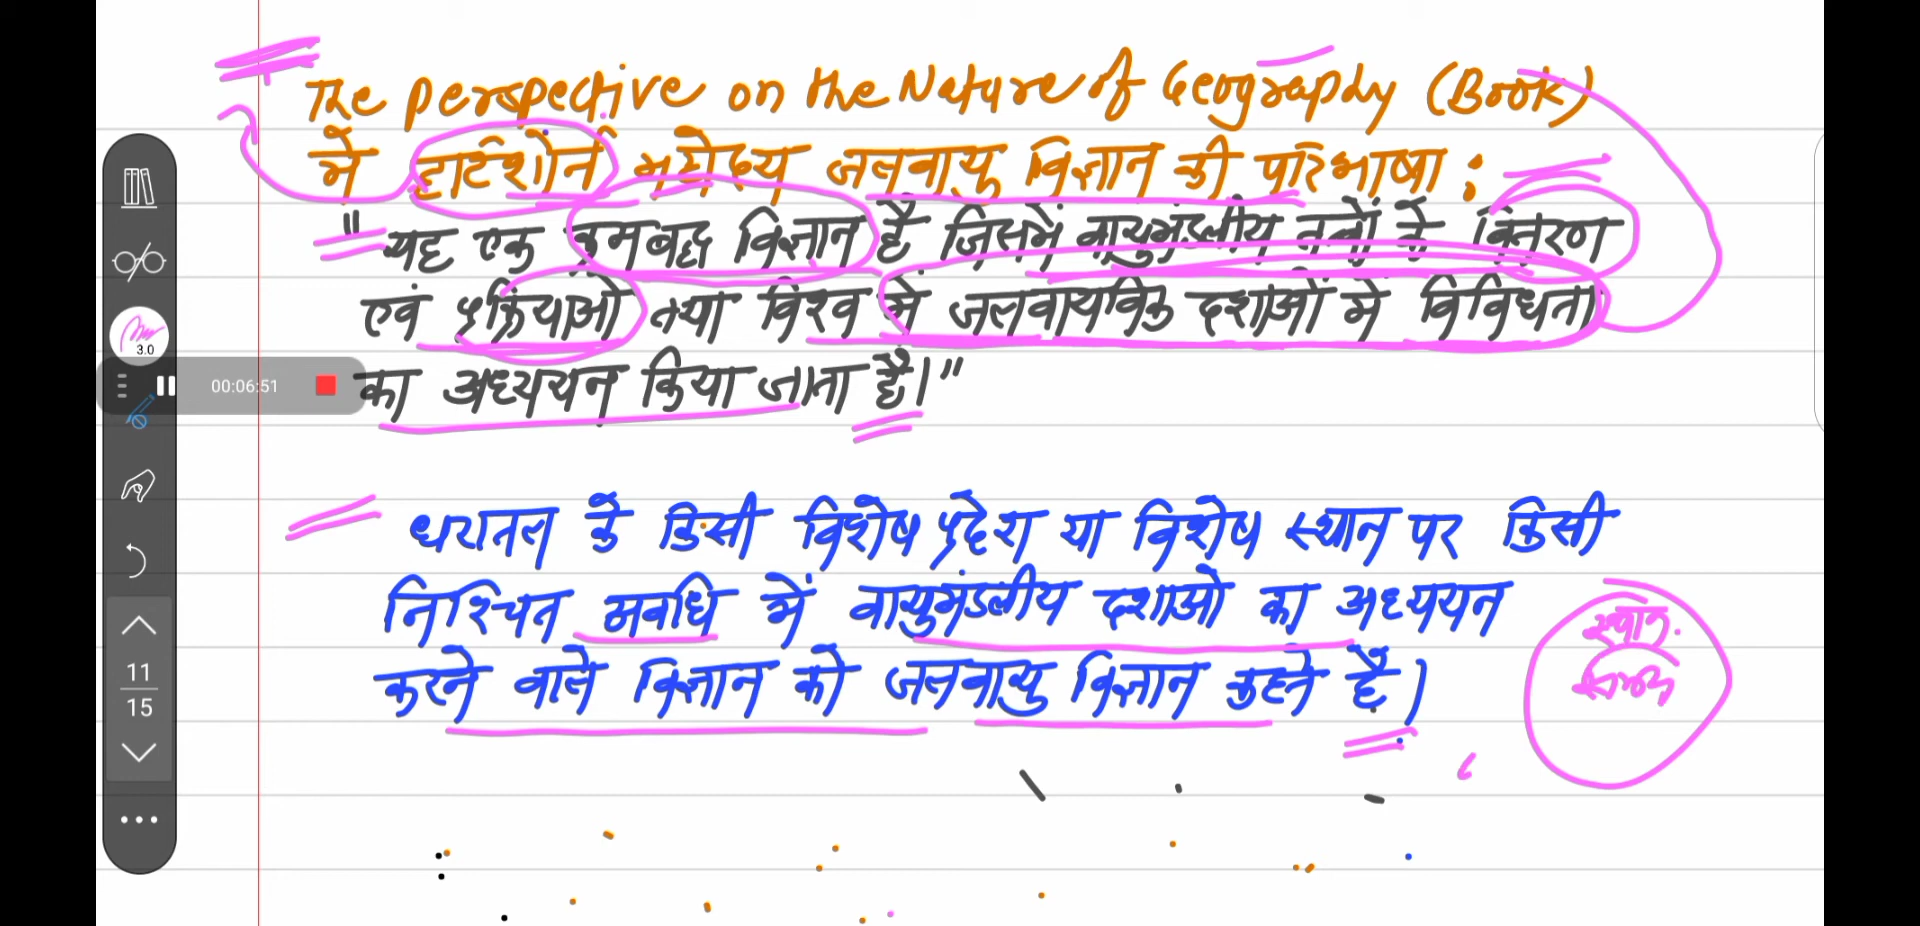 The Perspective on the Nature of Geography (Book)
में हार्टशोर्न महोदय जलवायु विज्ञान की परिभाषा :
"यह एक क्रमबद्ध विज्ञान है जिसमें वायुमंडलीय तत्वों के वितरण
एवं प्रक्रियाओ तथा विश्व में जलवायविक दशाओं मे विविधता
का अध्ययन किया जाता है।"
धरातल के किसी विशेष प्रदेश या विशेष स्थान पर किसी
निश्चित अवधि में वायुमंडलीय दशाओ का अध्ययन
करने वाले विज्ञान को जलवायु विज्ञान कहते है।
स्थान
3.0
00:06:51
11
15